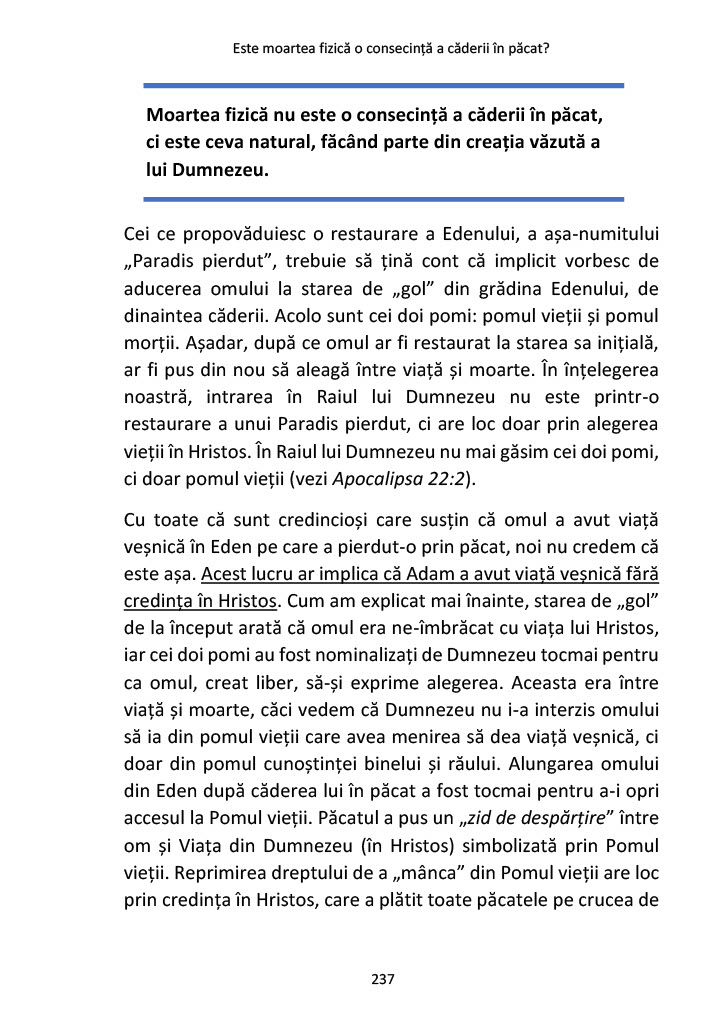 Este moartea fizică o consecință a căderii în păcat?
Moartea fizică nu este o consecință a căderii în păcat,
ci este ceva natural, făcând parte din creația văzută a
lui Dumnezeu.
Cei ce propovăduiesc o restaurare a Edenului, a așa-numitului
„Paradis pierdut”, trebuie să țină cont că implicit vorbesc de
aducerea omului la starea de „gol” din grădina Edenului, de
dinaintea căderii. Acolo sunt cei doi pomi: pomul vieții și pomul
morții. Așadar, după ce omul ar fi restaurat la starea sa inițială,
ar fi pus din nou să aleagă între viață și moarte. În înțelegerea
noastră, intrarea în Raiul lui Dumnezeu nu este printr-o
restaurare a unui Paradis pierdut, ci are loc doar prin alegerea
vieții în Hristos. În Raiul lui Dumnezeu nu mai găsim cei doi pomi,
ci doar pomul vieții (vezi Apocalipsa 22:2).
Cu toate că sunt credincioși care susțin că omul a avut viață
veșnică în Eden pe care a pierdut-o prin păcat, noi nu credem că
este așa. Acest lucru ar implica că Adam a avut viață veșnică fără
credința în Hristos. Cum am explicat mai înainte, starea de „gol”
de la început arată că omul era ne-îmbrăcat cu viața lui Hristos,
iar cei doi pomi au fost nominalizați de Dumnezeu tocmai pentru
ca omul, creat liber, să-și exprime alegerea. Aceasta era între
viață și moarte, căci vedem că Dumnezeu nu i-a interzis omului
să ia din pomul vieții care avea menirea să dea viață veșnică, ci
doar din pomul cunoștinței binelui și răului. Alungarea omului
din Eden după căderea lui în păcat a fost tocmai pentru a-i opri
accesul la Pomul vieții. Păcatul a pus un „zid de despărțire” între
om și Viața din Dumnezeu (în Hristos) simbolizată prin Pomul
vieții. Reprimirea dreptului de a „mânca” din Pomul vieții are loc
prin credința în Hristos, care a plătit toate păcatele pe crucea de
237